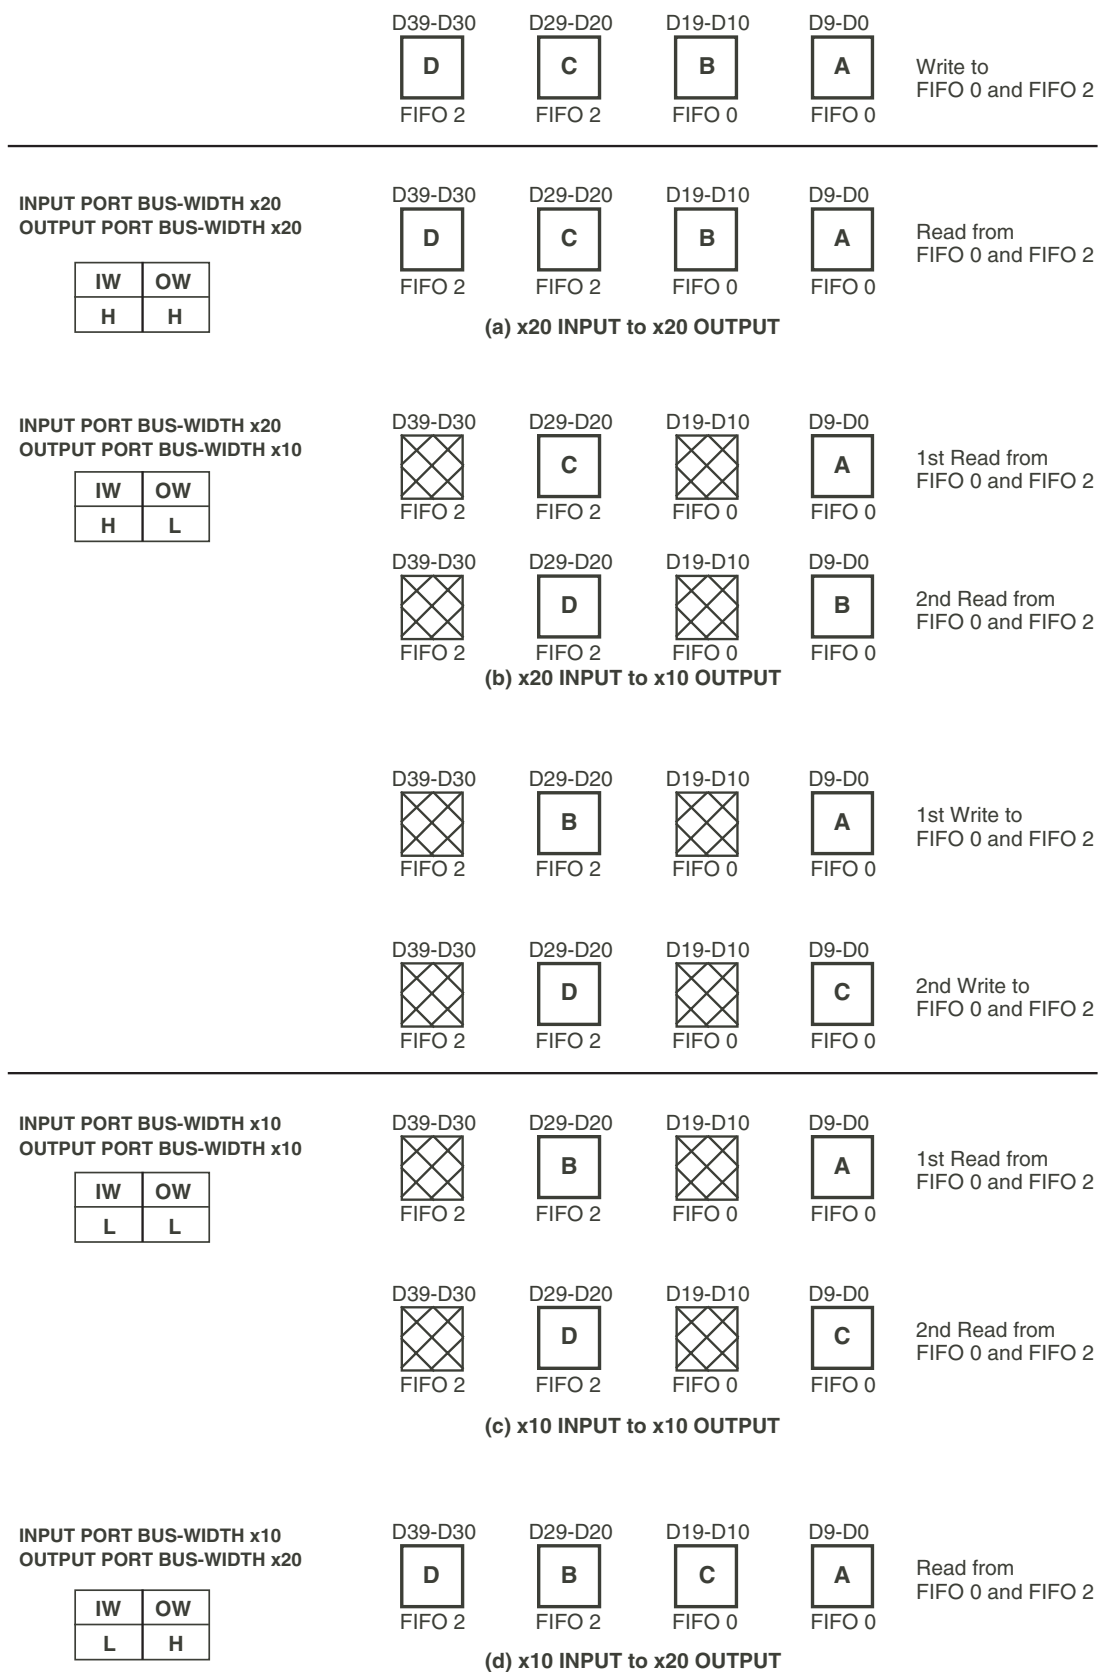 D39-D30 D29-D20 D19-D10 D9-D0
D C B A
Write to
FIFO 0 and FIFO 2
FIFO 2 FIFO 2 FIFO 0 FIFO 0
INPUT PORT BUS-WIDTH x20
OUTPUT PORT BUS-WIDTH x20
IW OW
H H
D39-D30 D29-D20 D19-D10 D9-D0
D C B A
Read from
FIFO 0 and FIFO 2
FIFO 2 FIFO 2 FIFO 0 FIFO 0
(a) x20 INPUT to x20 OUTPUT
INPUT PORT BUS-WIDTH x20
OUTPUT PORT BUS-WIDTH x10
IW OW
H L
D39-D30 D29-D20 D19-D10 D9-D0
C A
1st Read from
FIFO 0 and FIFO 2
FIFO 2 FIFO 2 FIFO 0 FIFO 0
D39-D30 D29-D20 D19-D10 D9-D0
D B
2nd Read from
FIFO 0 and FIFO 2
FIFO 2 FIFO 2 FIFO 0 FIFO 0
(b) x20 INPUT to x10 OUTPUT
D39-D30 D29-D20 D19-D10 D9-D0
B A
1st Write to
FIFO 0 and FIFO 2
FIFO 2 FIFO 2 FIFO 0 FIFO 0
D39-D30 D29-D20 D19-D10 D9-D0
D C
2nd Write to
FIFO 0 and FIFO 2
FIFO 2 FIFO 2 FIFO 0 FIFO 0
INPUT PORT BUS-WIDTH x10
OUTPUT PORT BUS-WIDTH x10
IW OW
L L
D39-D30 D29-D20 D19-D10 D9-D0
B A
1st Read from
FIFO 0 and FIFO 2
FIFO 2 FIFO 2 FIFO 0 FIFO 0
D39-D30 D29-D20 D19-D10 D9-D0
D C
2nd Read from
FIFO 0 and FIFO 2
FIFO 2 FIFO 2 FIFO 0 FIFO 0
(c) x10 INPUT to x10 OUTPUT
INPUT PORT BUS-WIDTH x10
OUTPUT PORT BUS-WIDTH x20
IW OW
L H
D39-D30 D29-D20 D19-D10 D9-D0
D B C A
Read from
FIFO 0 and FIFO 2
FIFO 2 FIFO 2 FIFO 0 FIFO 0
(d) x10 INPUT to x20 OUTPUT